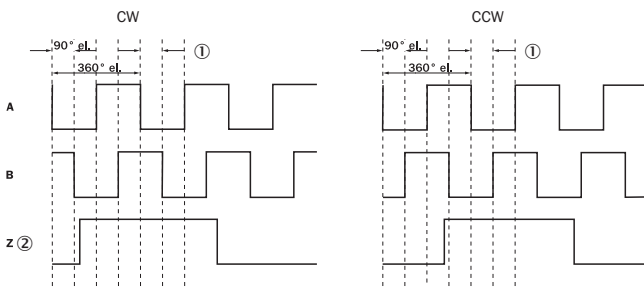 CW CCW
90° el. ① 90° el. ①
360° el. 360° el.
A
B
Z ②